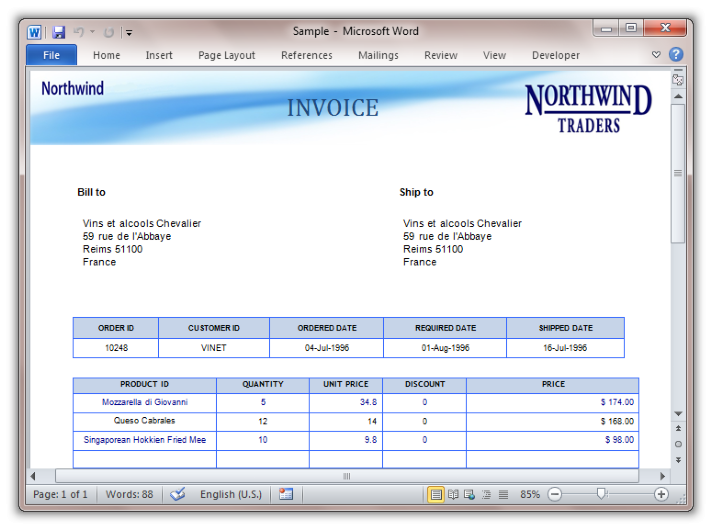 Sample - Microsoft Word
File Home Insert Page Layout References Mailings Review View Developer
Northwind
INVOICE
NORTHWIND
TRADERS
Bill to Ship to
Vins et alcools Chevalier Vins et alcools Chevalier
59 rue de l'Abbaye 59 rue de l'Abbaye
Reims 51100 Reims 51100
France France
ORDER ID CUSTOMER ID ORDERED DATE REQUIRED DATE SHIPPED DATE
10248 VINET 04-Jul-1996 01-Aug-1996 16-Jul-1996
PRODUCT ID QUANTITY UNIT PRICE DISCOUNT PRICE
Mozzarella di Giovanni 5 34.8 0 $ 174.00
Queso Cabrales 12 14 0 $ 168.00
Singaporean Hokkien Fried Mee 10 9.8 0 $ 98.00
Page: 1 of 1 Words: 88 English (U.S.) 85%